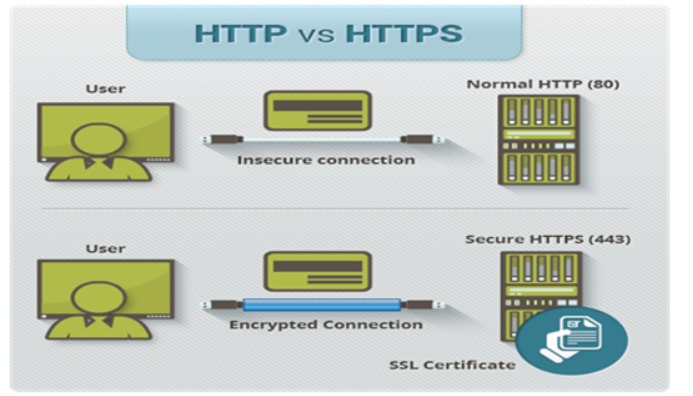 HTTP vs HTTPS
User
Normal HTTP (80)
Insecure connection
User
Secure HTTPS (443)
Encrypted Connection
SSL Certificate